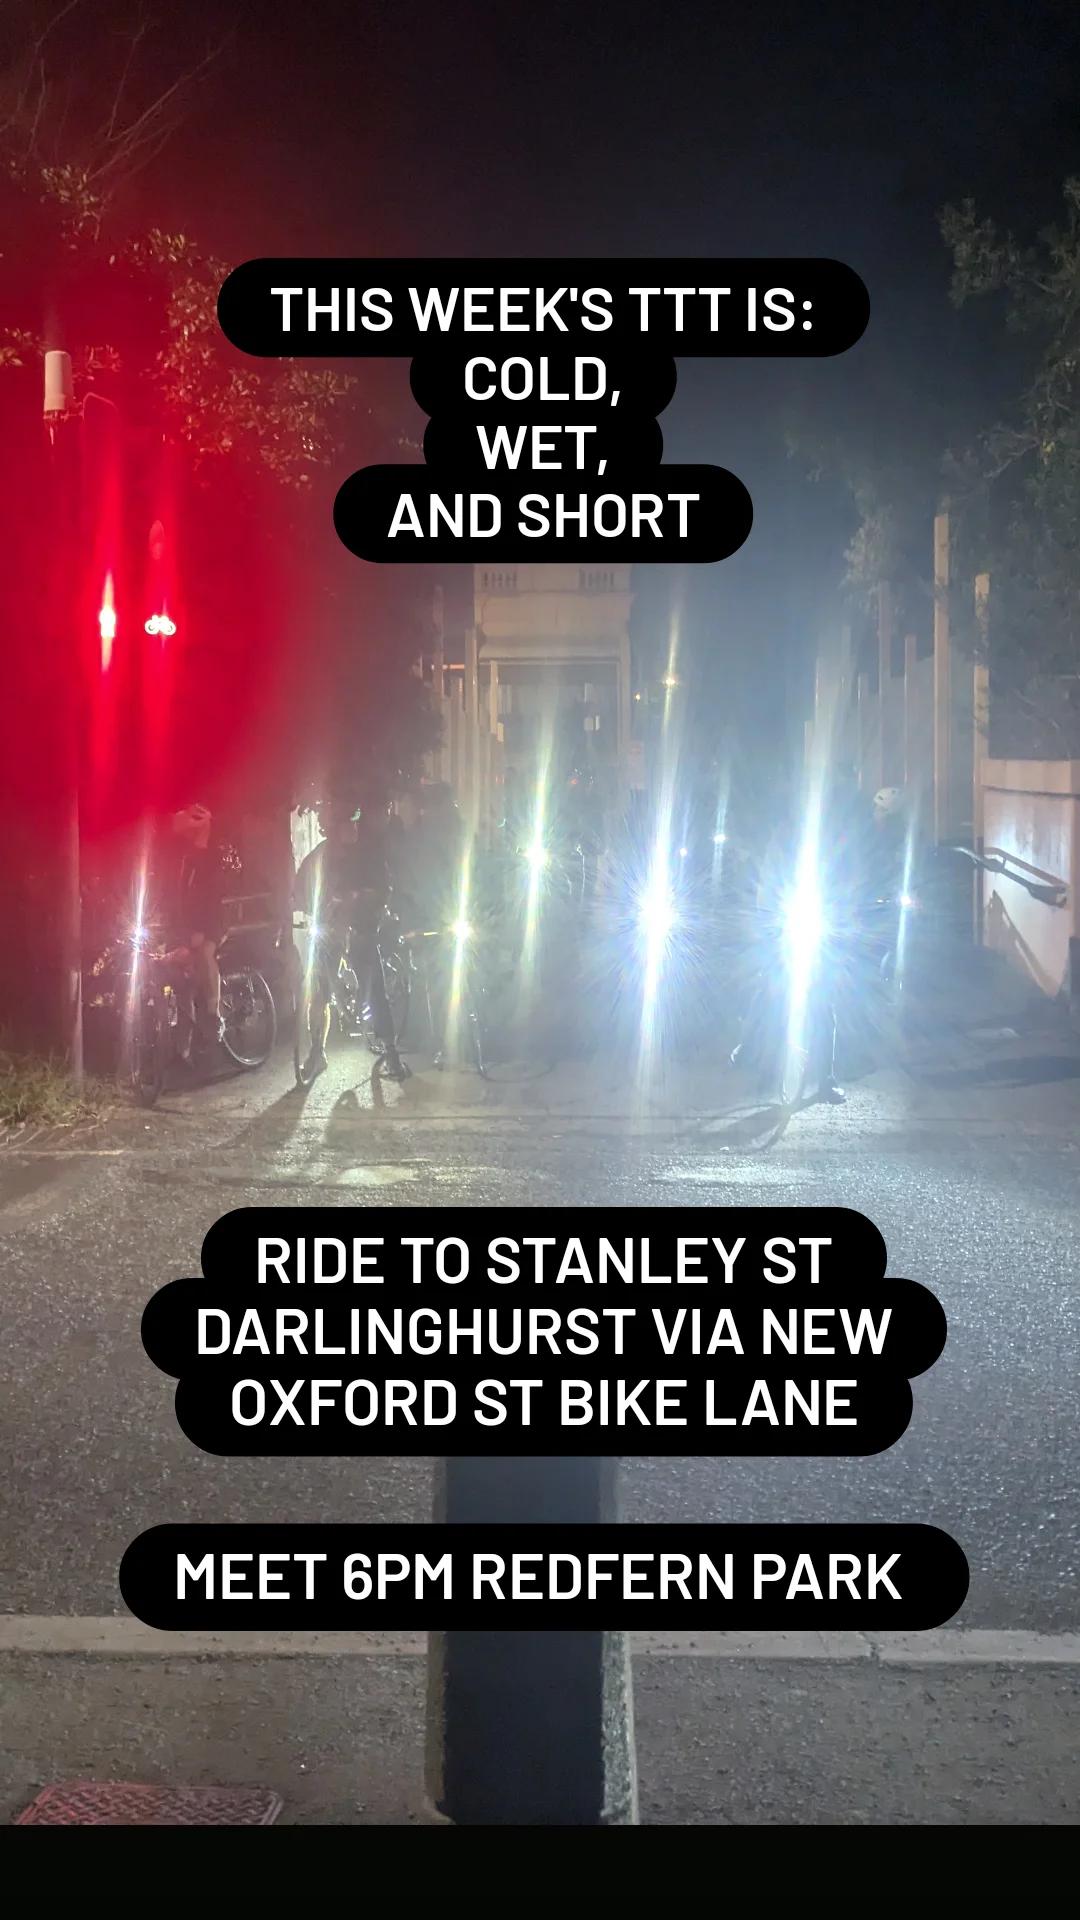 THIS WEEK'S TTT IS:
COLD,
WET,
AND SHORT
RIDE TO STANLEY ST
DARLINGHURST VIA NEW
OXFORD ST BIKE LANE
MEET 6PM REDFERN PARK